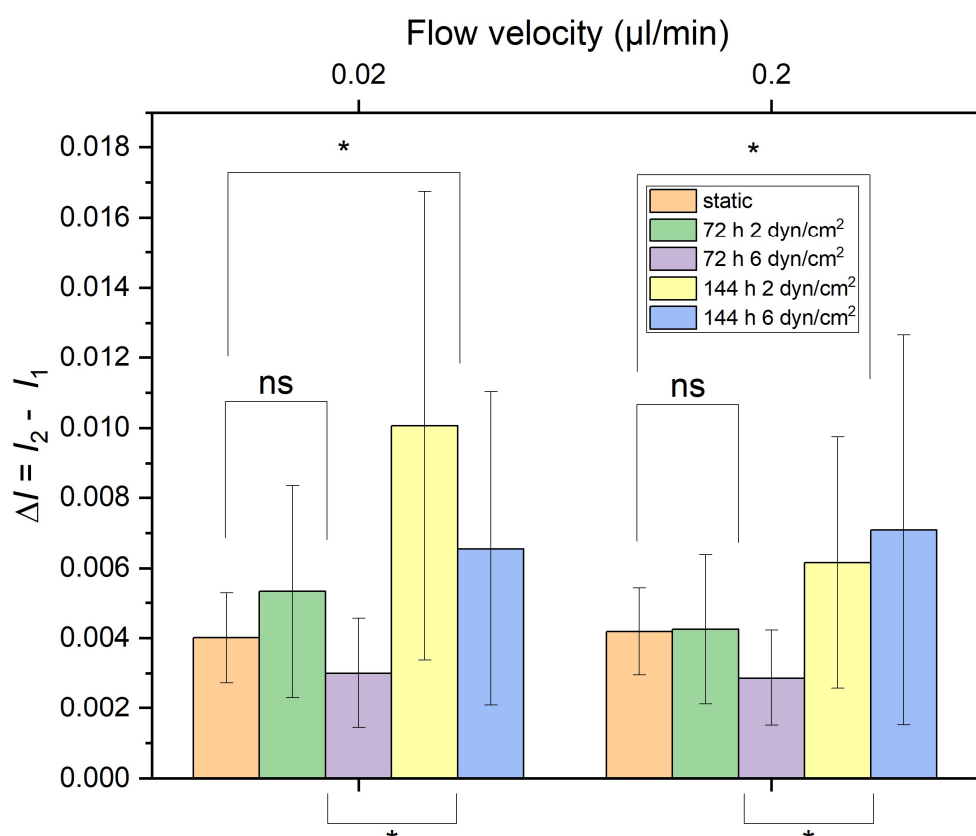 Flow velocity (µl/min)
0.02 0.2
0.018
0.016
0.014
0.012
0.010
0.008
0.006
0.004
0.002
0.000
ΔI = I₂ - I₁
* *
ns ns
static
72 h 2 dyn/cm²
72 h 6 dyn/cm²
144 h 2 dyn/cm²
144 h 6 dyn/cm²
* *